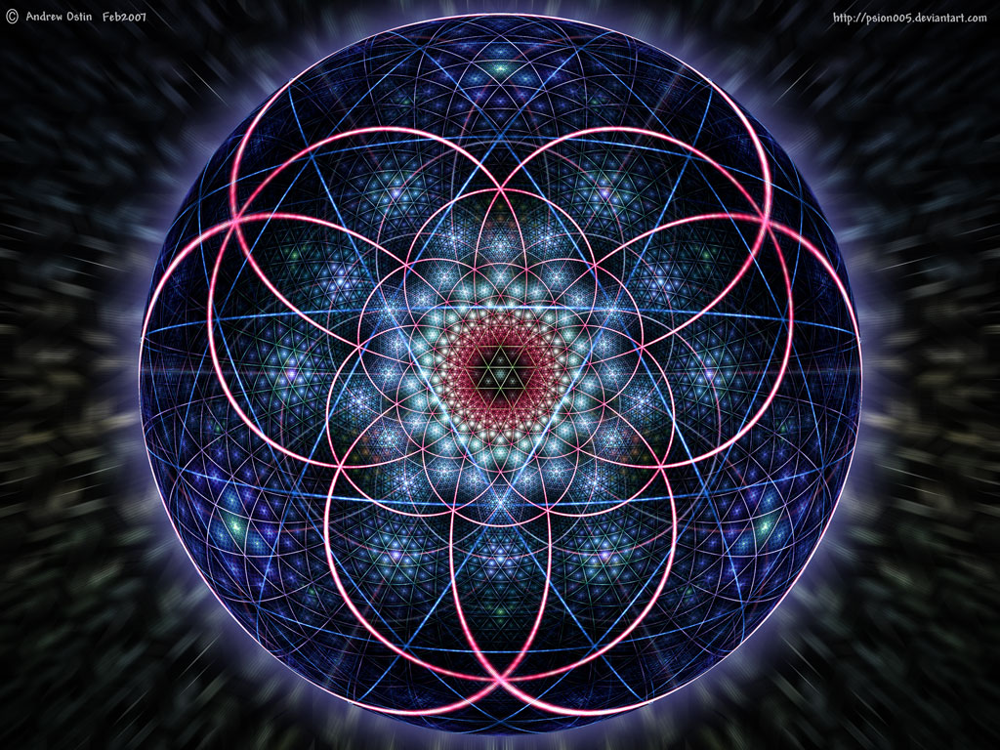 © Andrew Ostin Feb2007
http://psion005.deviantart.com